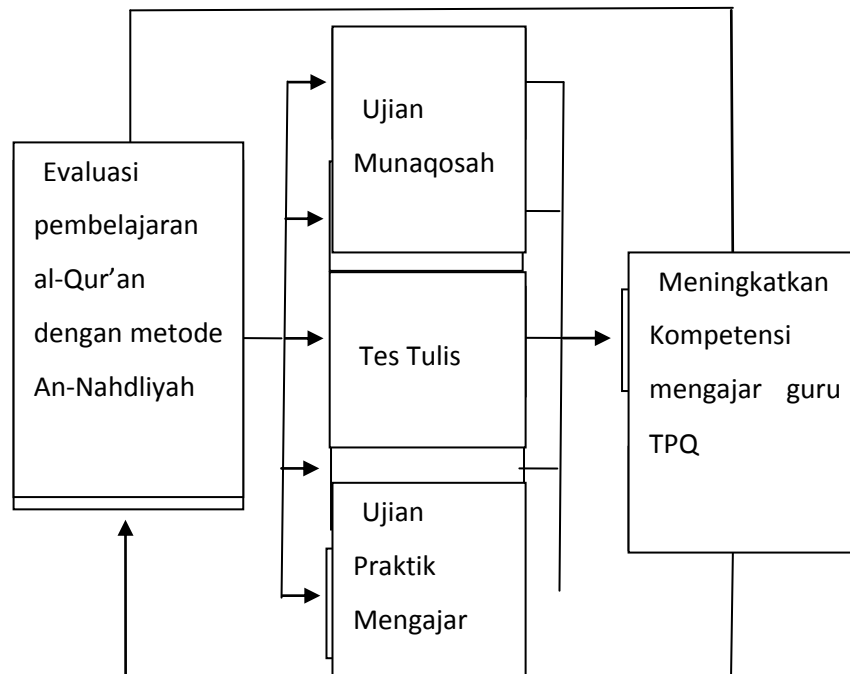 Evaluasi
pembelajaran
al-Qur’an
dengan metode
An-Nahdliyah
Ujian
Munaqosah
Tes Tulis
Ujian
Praktik
Mengajar
Meningkatkan
Kompetensi
mengajar guru
TPQ